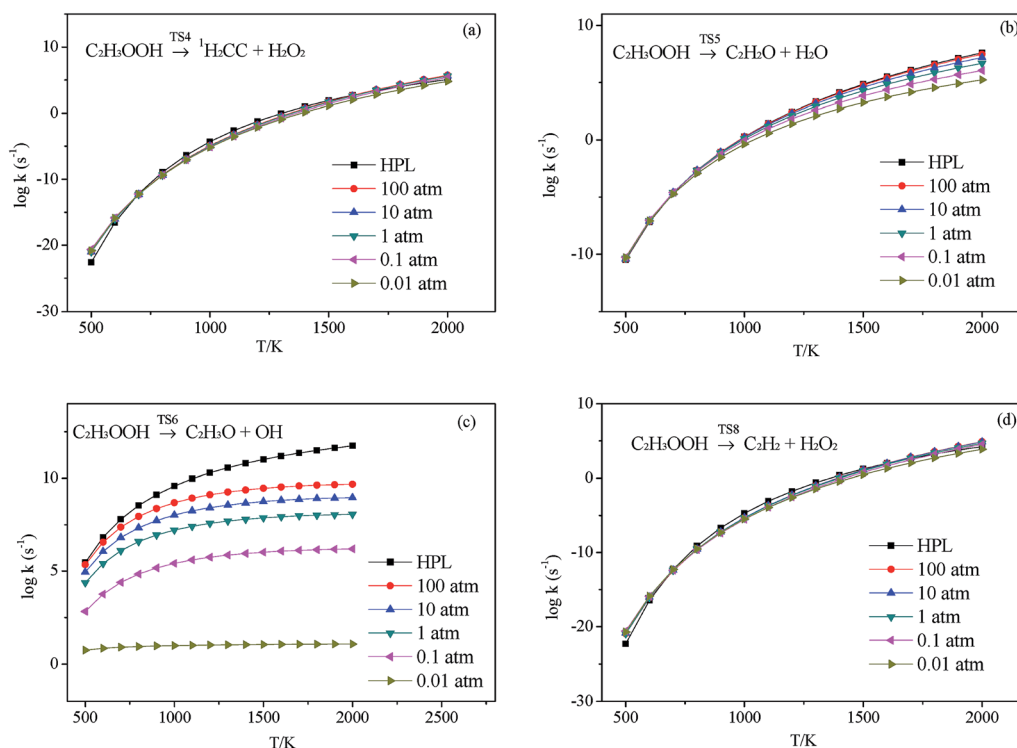 (a)
TS4
C₂H₃OOH → ¹H₂CC + H₂O₂
10
0
-10
-20
-30
log k (s⁻¹)
HPL
100 atm
10 atm
1 atm
0.1 atm
0.01 atm
500 1000 1500 2000
T/K
(b)
TS5
C₂H₃OOH → C₂H₂O + H₂O
10
0
-10
log k (s⁻¹)
HPL
100 atm
10 atm
1 atm
0.1 atm
0.01 atm
500 1000 1500 2000
T/K
(c)
TS6
C₂H₃OOH → C₂H₃O + OH
10
5
0
log k (s⁻¹)
HPL
100 atm
10 atm
1 atm
0.1 atm
0.01 atm
500 1000 1500 2000 2500
T/K
(d)
TS8
C₂H₃OOH → C₂H₂ + H₂O₂
10
0
-10
-20
-30
log k (s⁻¹)
HPL
100 atm
10 atm
1 atm
0.1 atm
0.01 atm
500 1000 1500 2000
T/K